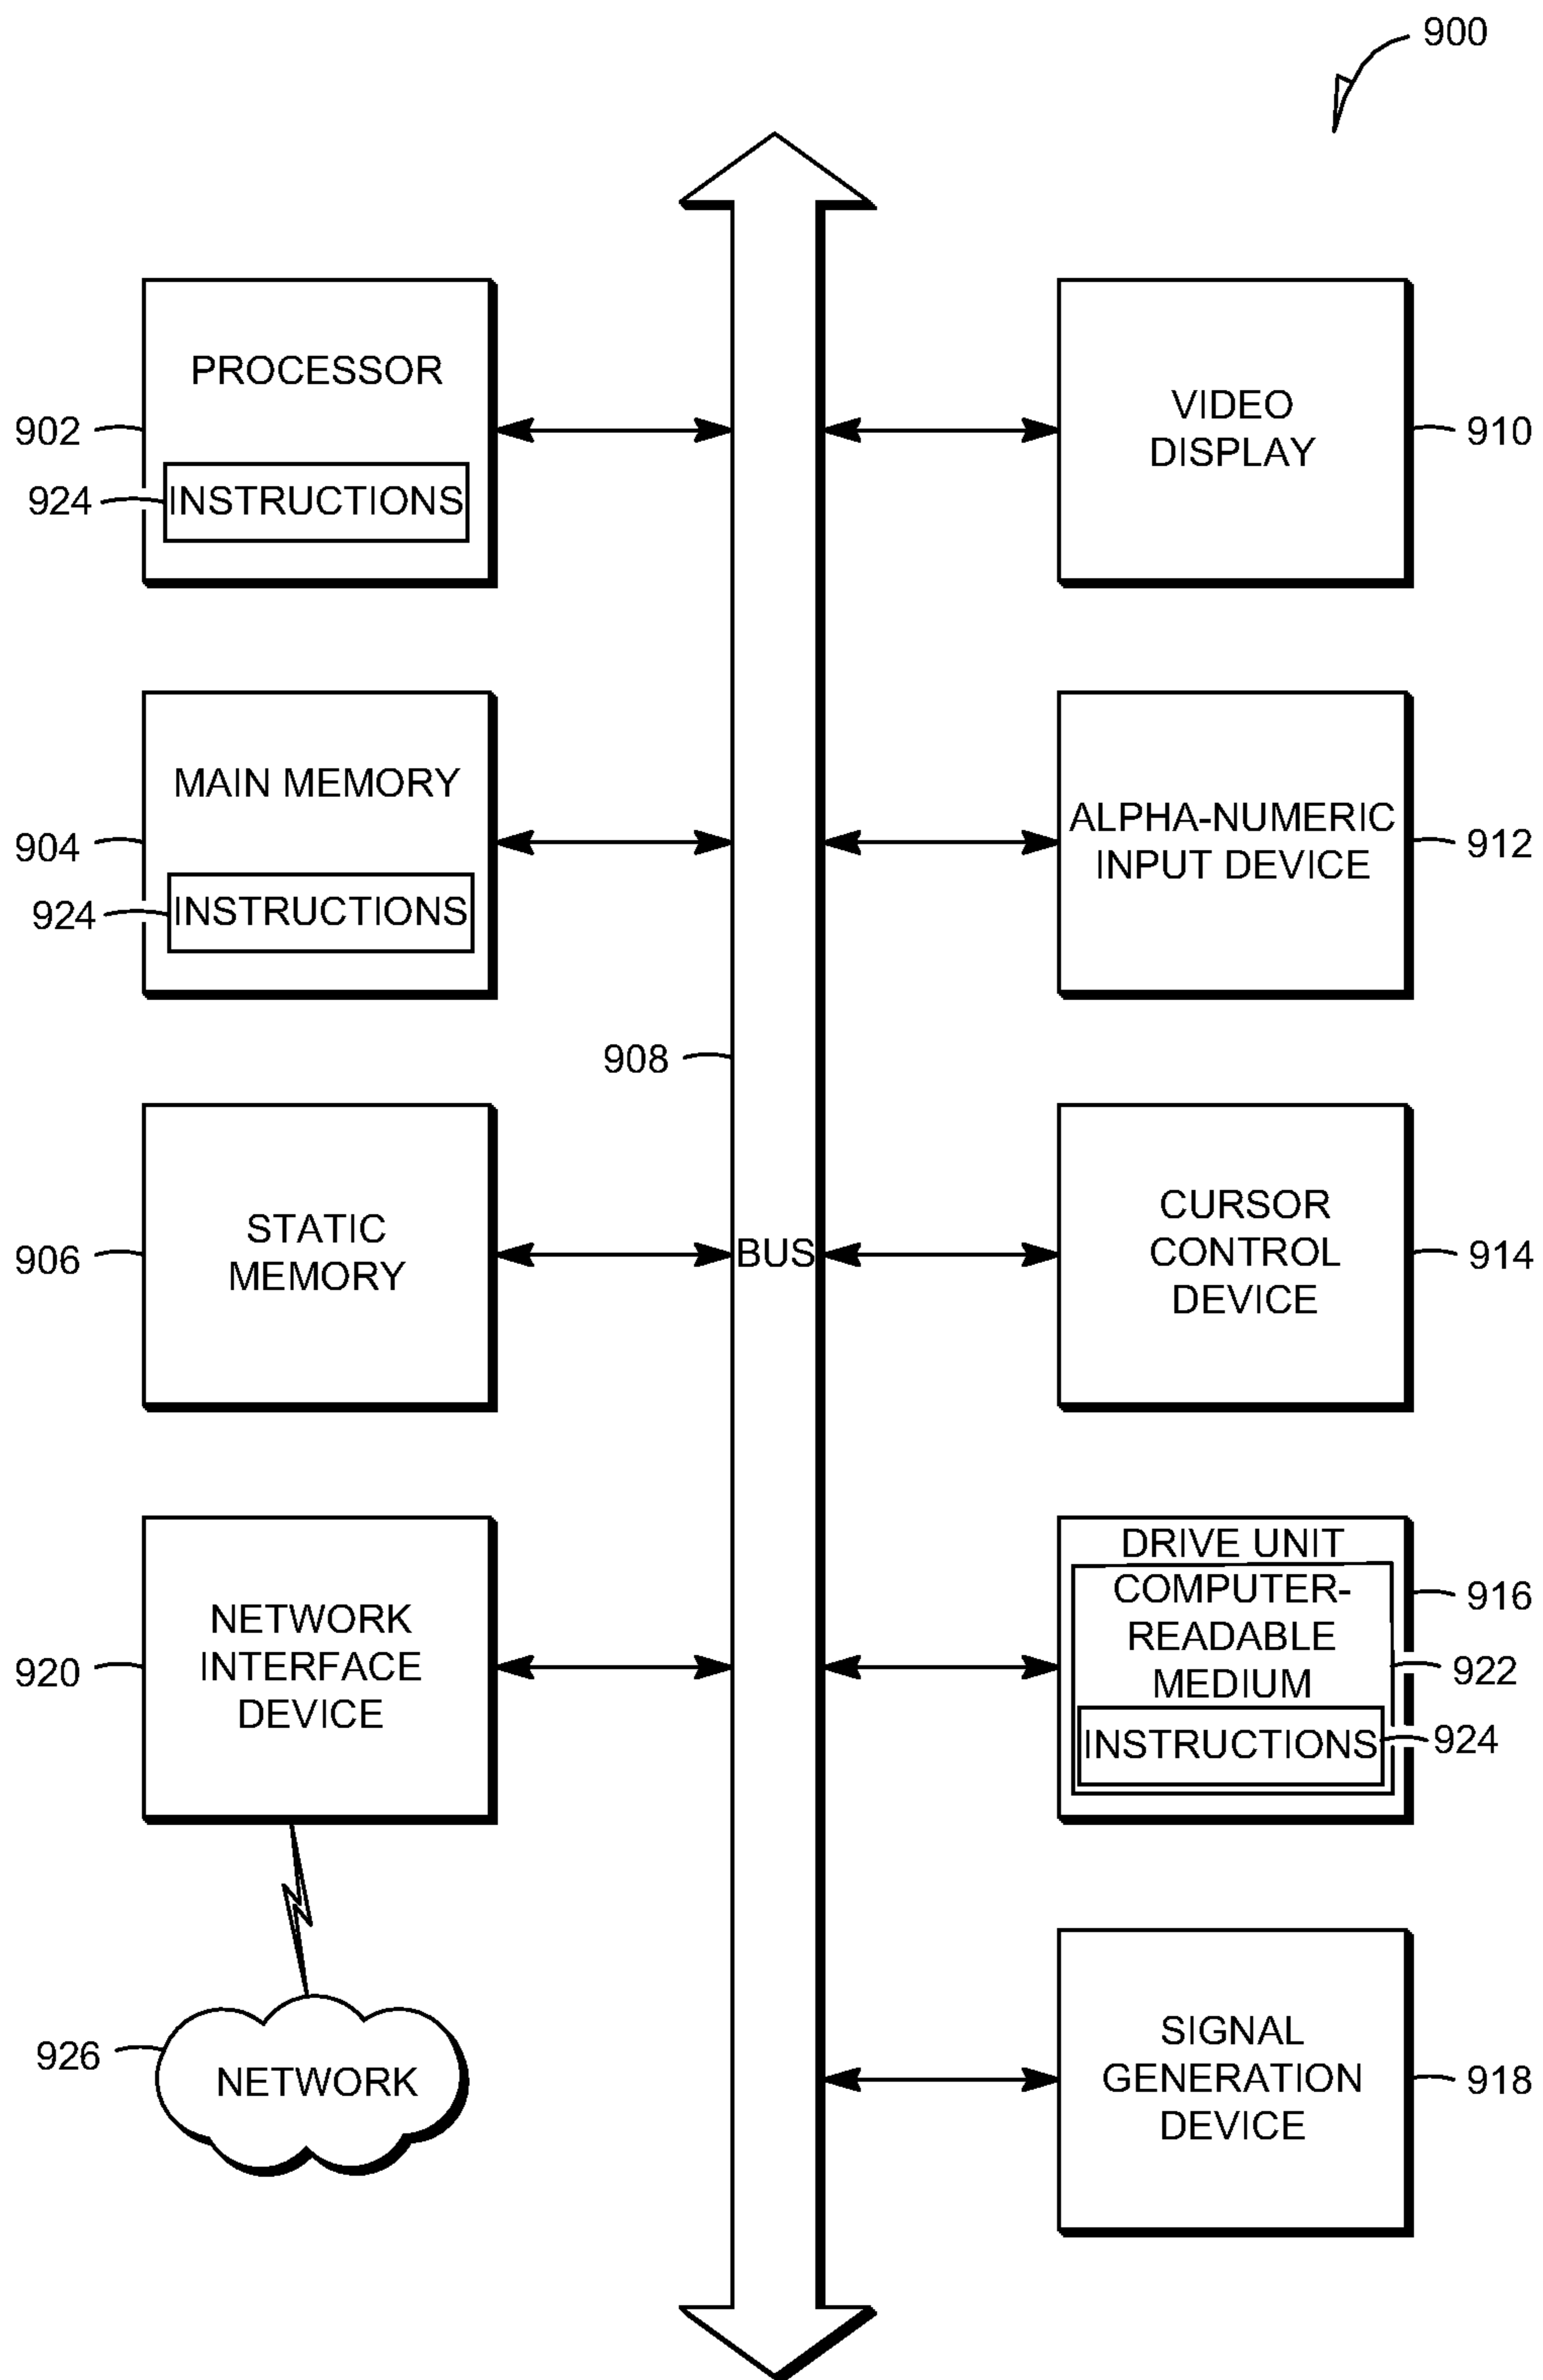 900
PROCESSOR
902
924
INSTRUCTIONS
VIDEO
DISPLAY
910
MAIN MEMORY
904
924
INSTRUCTIONS
ALPHA-NUMERIC
INPUT DEVICE
912
908
STATIC
MEMORY
906
BUS
CURSOR
CONTROL
DEVICE
914
NETWORK
INTERFACE
DEVICE
920
DRIVE UNIT
COMPUTER-
READABLE
MEDIUM
INSTRUCTIONS
916
922
924
926
NETWORK
SIGNAL
GENERATION
DEVICE
918